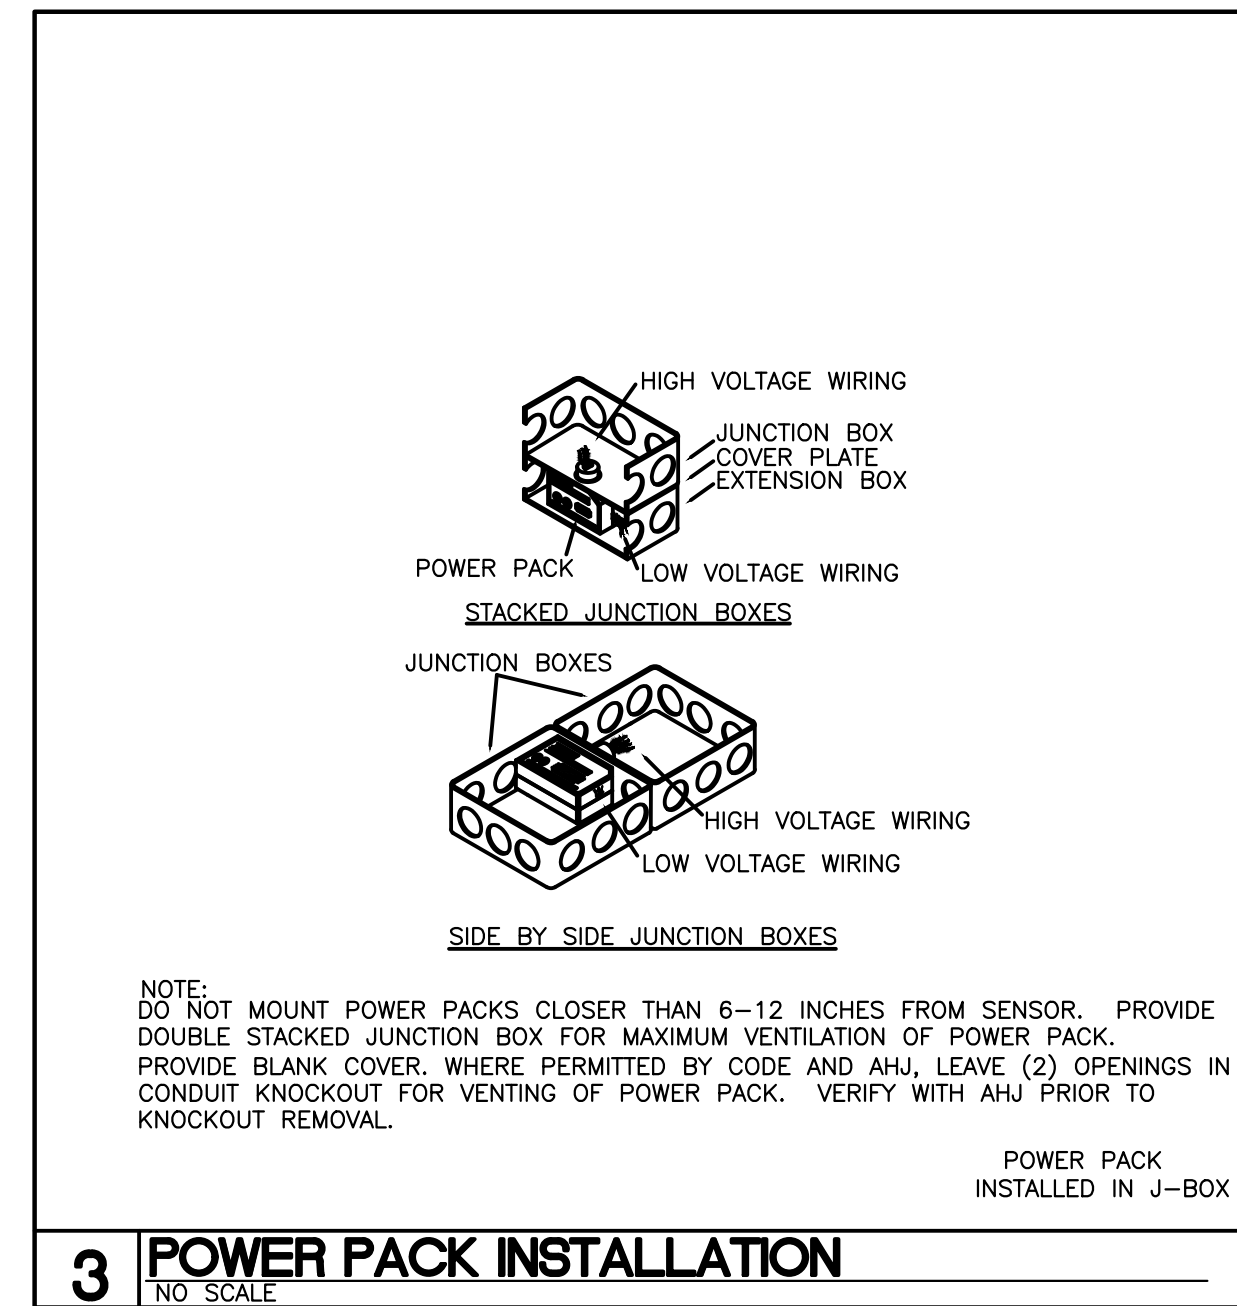 HIGH VOLTAGE WIRING
JUNCTION BOX
COVER PLATE
EXTENSION BOX
POWER PACK
LOW VOLTAGE WIRING
STACKED JUNCTION BOXES
JUNCTION BOXES
HIGH VOLTAGE WIRING
LOW VOLTAGE WIRING
SIDE BY SIDE JUNCTION BOXES
NOTE:
DO NOT MOUNT POWER PACKS CLOSER THAN 6-12 INCHES FROM SENSOR. PROVIDE
DOUBLE STACKED JUNCTION BOX FOR MAXIMUM VENTILATION OF POWER PACK.
PROVIDE BLANK COVER. WHERE PERMITTED BY CODE AND AHJ, LEAVE (2) OPENINGS IN
CONDUIT KNOCKOUT FOR VENTING OF POWER PACK. VERIFY WITH AHJ PRIOR TO
KNOCKOUT REMOVAL.
POWER PACK
INSTALLED IN J-BOX
3 POWER PACK INSTALLATION
NO SCALE